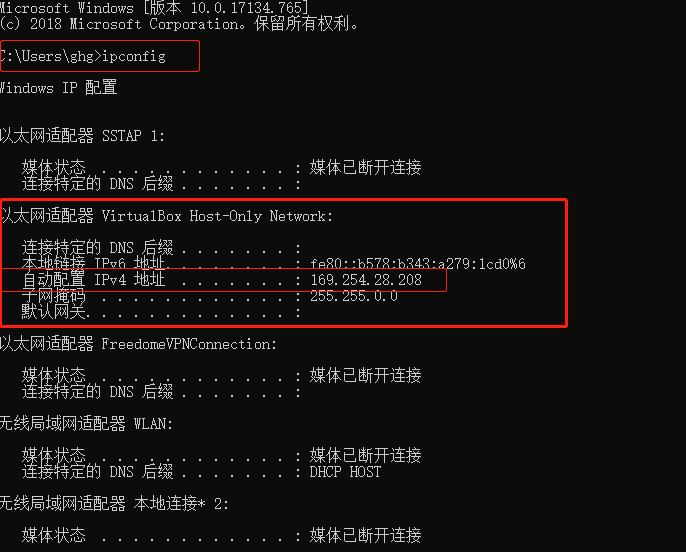 Microsoft Windows [版本 10.0.17134.765]
(c) 2018 Microsoft Corporation。保留所有权利。
C:\Users\ghg>ipconfig
Windows IP 配置
以太网适配器 SSTAP 1:
媒体状态 . . . . . . . . . . . . : 媒体已断开连接
连接特定的 DNS 后缀 . . . . . . . :
以太网适配器 VirtualBox Host-Only Network:
连接特定的 DNS 后缀 . . . . . . . :
本地链接 IPv6 地址. . . . . . . . : fe80::b578:b343:a279:1cd0%6
自动配置 IPv4 地址 . . . . . . . : 169.254.28.208
子网掩码 . . . . . . . . . . . . : 255.255.0.0
默认网关. . . . . . . . . . . . . :
以太网适配器 FreedomeVPNConnection:
媒体状态 . . . . . . . . . . . . : 媒体已断开连接
连接特定的 DNS 后缀 . . . . . . . :
无线局域网适配器 WLAN:
媒体状态 . . . . . . . . . . . . : 媒体已断开连接
连接特定的 DNS 后缀 . . . . . . . : DHCP HOST
无线局域网适配器 本地连接* 2:
媒体状态 . . . . . . . . . . . . : 媒体已断开连接